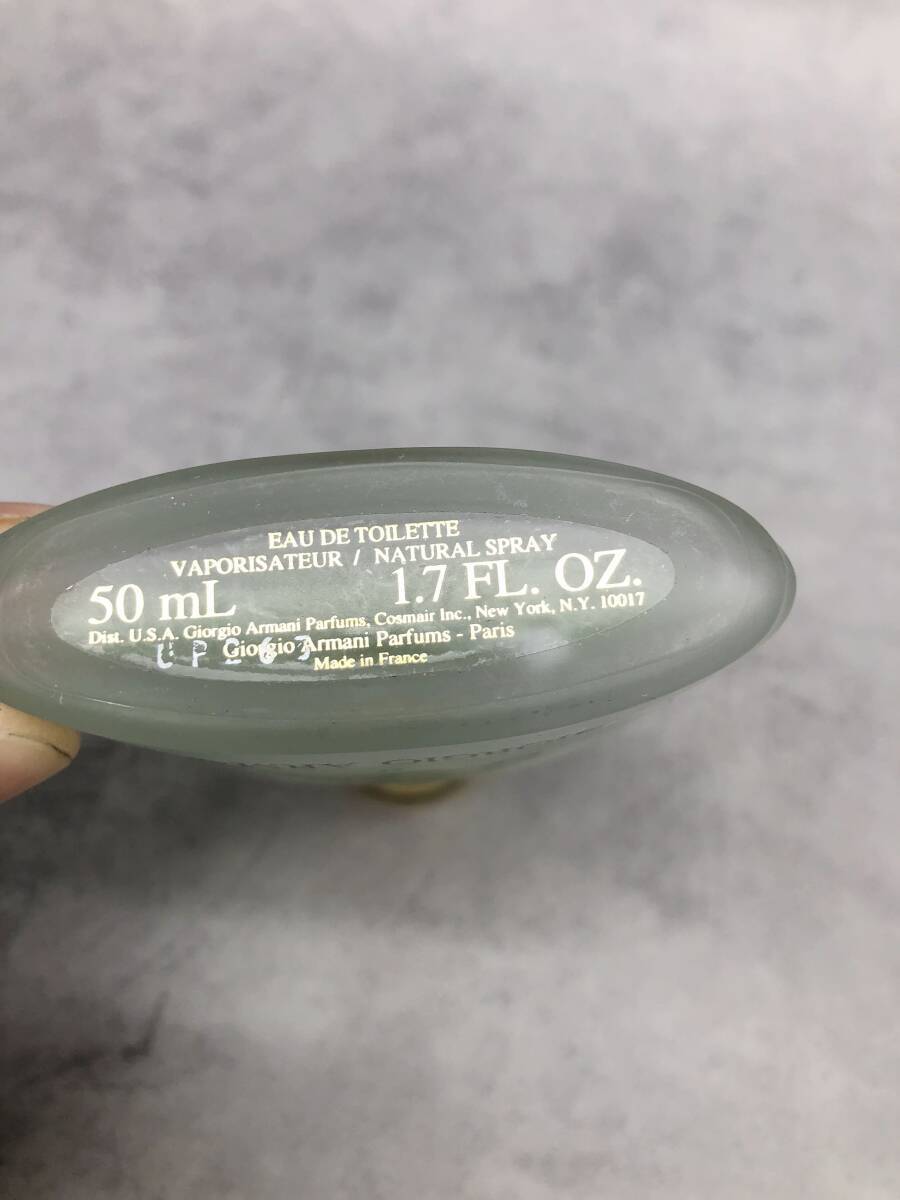 EAU DE TOILETTE
VAPORISATEUR / NATURAL SPRAY
50 mL 1.7 FL. OZ.
Dist. U.S.A. Giorgio Armani Parfums, Cosmair Inc., New York, N.Y. 10017
Giorgio Armani Parfums - Paris
Made in France